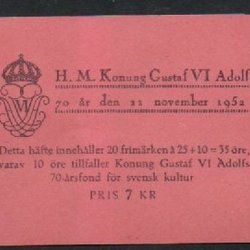 H. M. Konung Gustaf VI Adolf
70 år den 11 november 1952
Detta häfte innehåller 20 frimärken à 25+10=35 öre,
varav 10 öre tillfaller Konung Gustaf VI Adolfs
70-årsfond för svensk kultur
PRIS 7 KR